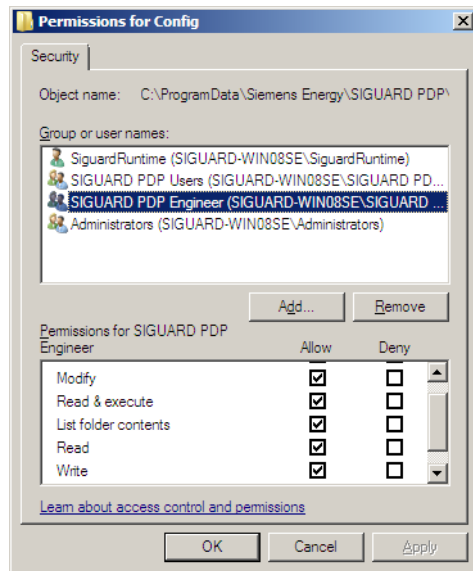 Permissions for Config
Security
Object name: C:\ProgramData\Siemens Energy\SIGUARD PDP\
Group or user names:
SiguardRuntime (SIGUARD-WIN08SE\SiguardRuntime)
SIGUARD PDP Users (SIGUARD-WIN08SE\SIGUARD PD...
SIGUARD PDP Engineer (SIGUARD-WIN08SE\SIGUARD ...
Administrators (SIGUARD-WIN08SE\Administrators)
Add... Remove
Permissions for SIGUARD PDP
Engineer Allow Deny
Modify
Read & execute
List folder contents
Read
Write
Learn about access control and permissions
OK Cancel Apply